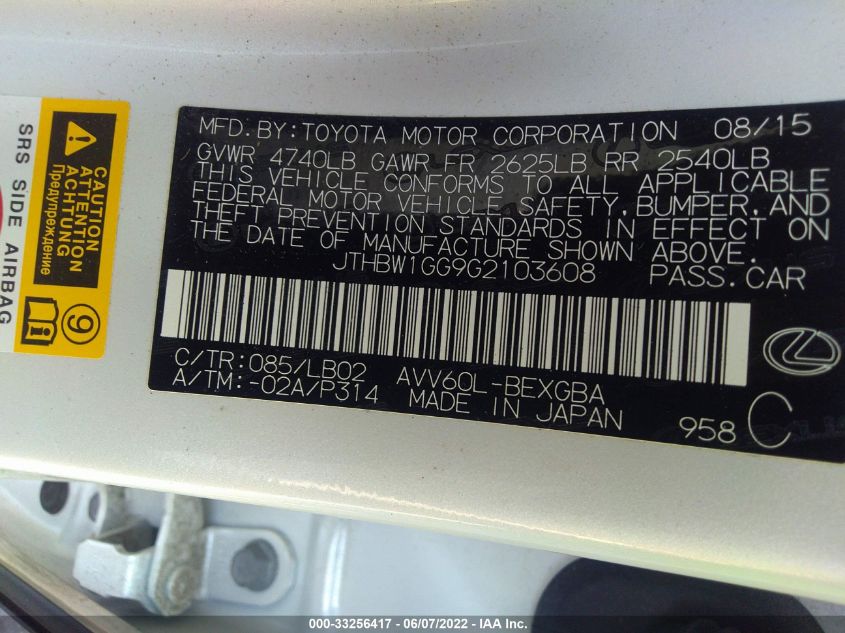 MFD. BY: TOYOTA MOTOR CORPORATION 08/15
GVWR 4740LB GAWR FR 2625LB RR 2540LB
THIS VEHICLE CONFORMS TO ALL APPLICABLE
FEDERAL MOTOR VEHICLE SAFETY, BUMPER, AND
THEFT PREVENTION STANDARDS IN EFFECT ON
THE DATE OF MANUFACTURE SHOWN ABOVE.
JTHBW1GG9G2103608 PASS.CAR
C/TR:085/LB02 AVV60L-BEXGBA
A/TM:-02A/P314 MADE IN JAPAN
958 C
SRS SIDE AIRBAG
CAUTION
ATTENTION
ACHTUNG
Предупреждение
9
000-33256417 - 06/07/2022 - IAA Inc.